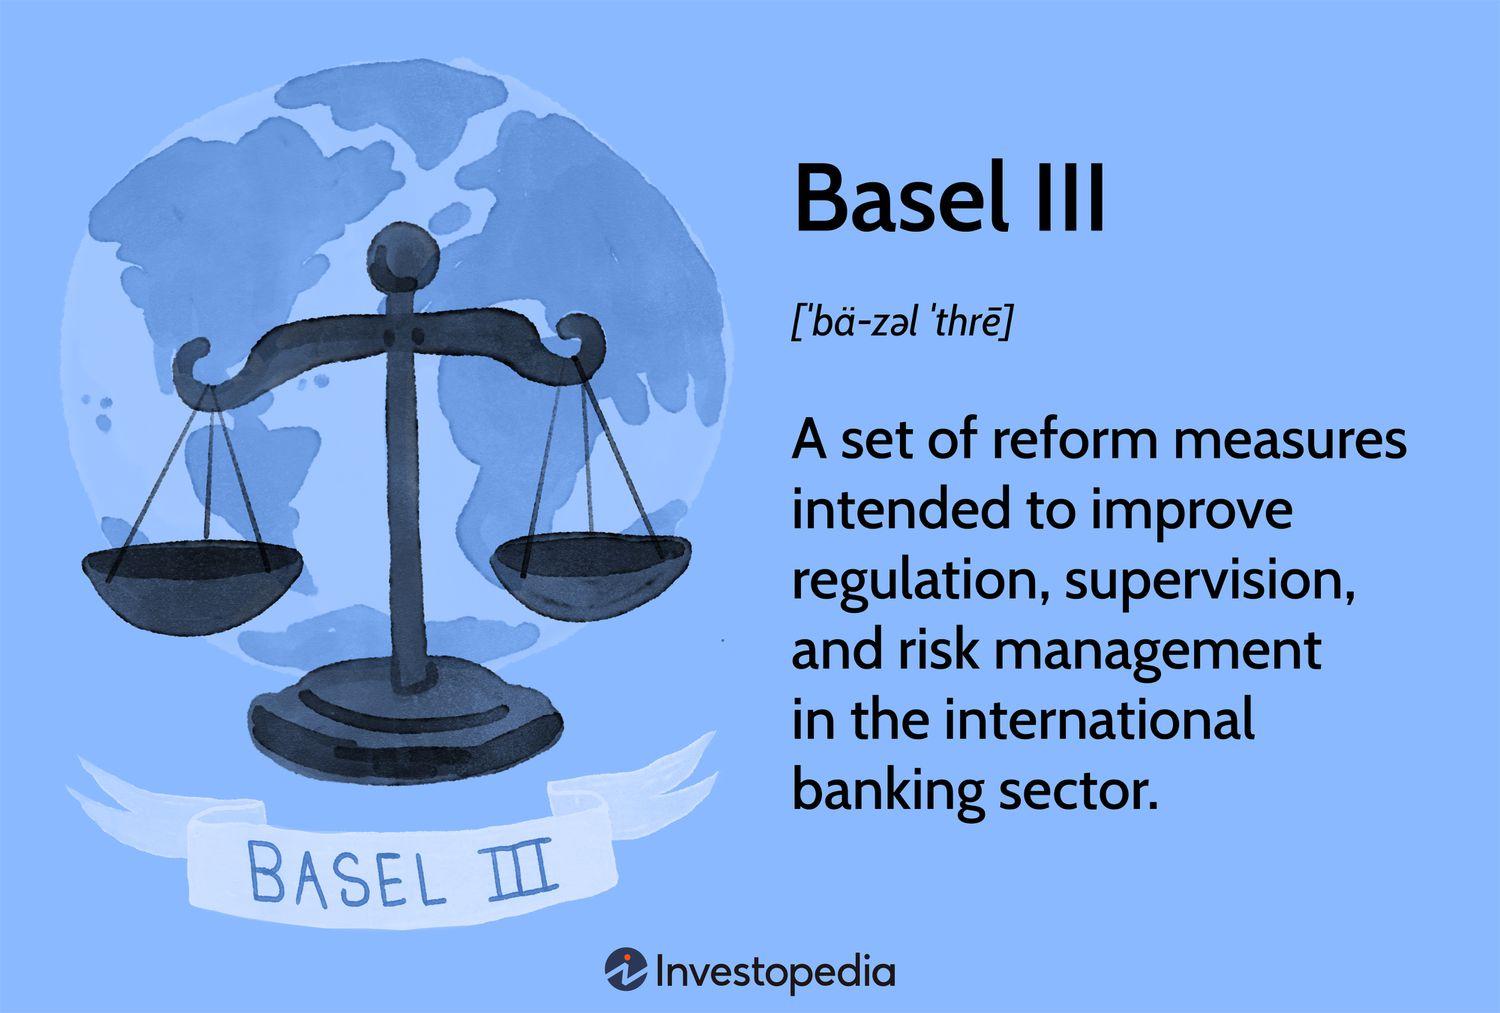 Basel III
[ˈbä-zəl ˈthrē]
A set of reform measures
intended to improve
regulation, supervision,
and risk management
in the international
banking sector.
BASEL III
Investopedia